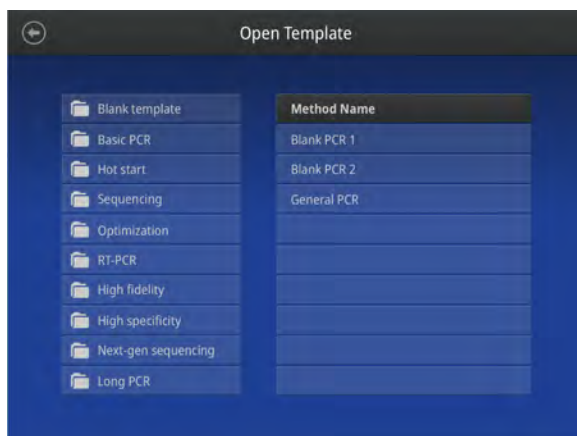 Open Template
Blank template
Basic PCR
Hot start
Sequencing
Optimization
RT-PCR
High fidelity
High specificity
Next-gen sequencing
Long PCR
Method Name
Blank PCR 1
Blank PCR 2
General PCR